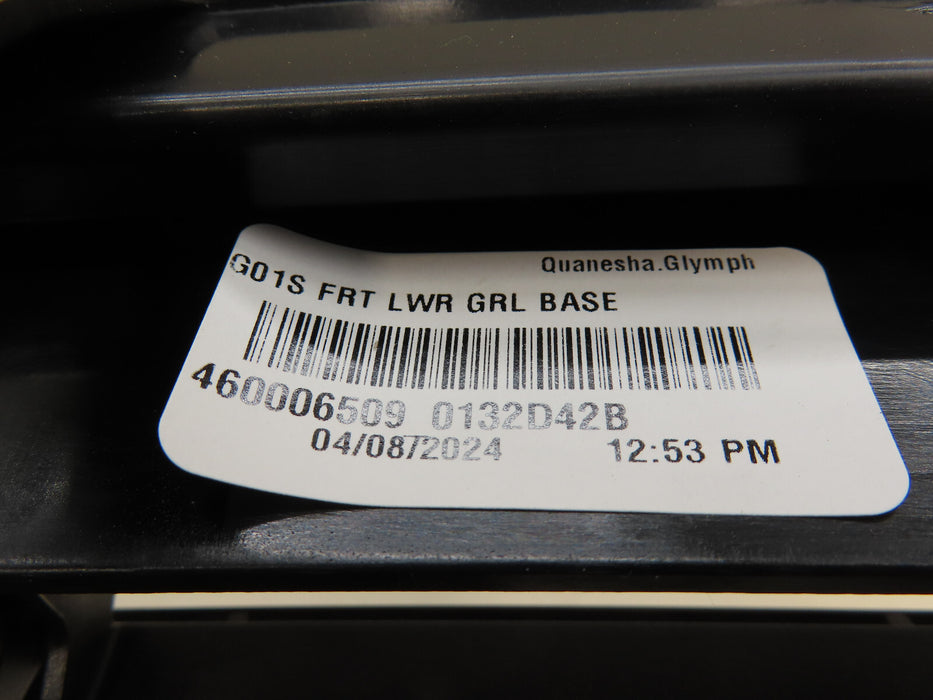 Quanesha.Glymph
G01S FRT LWR GRL BASE
460006509 0132D42B
04/08/2024 12:53 PM